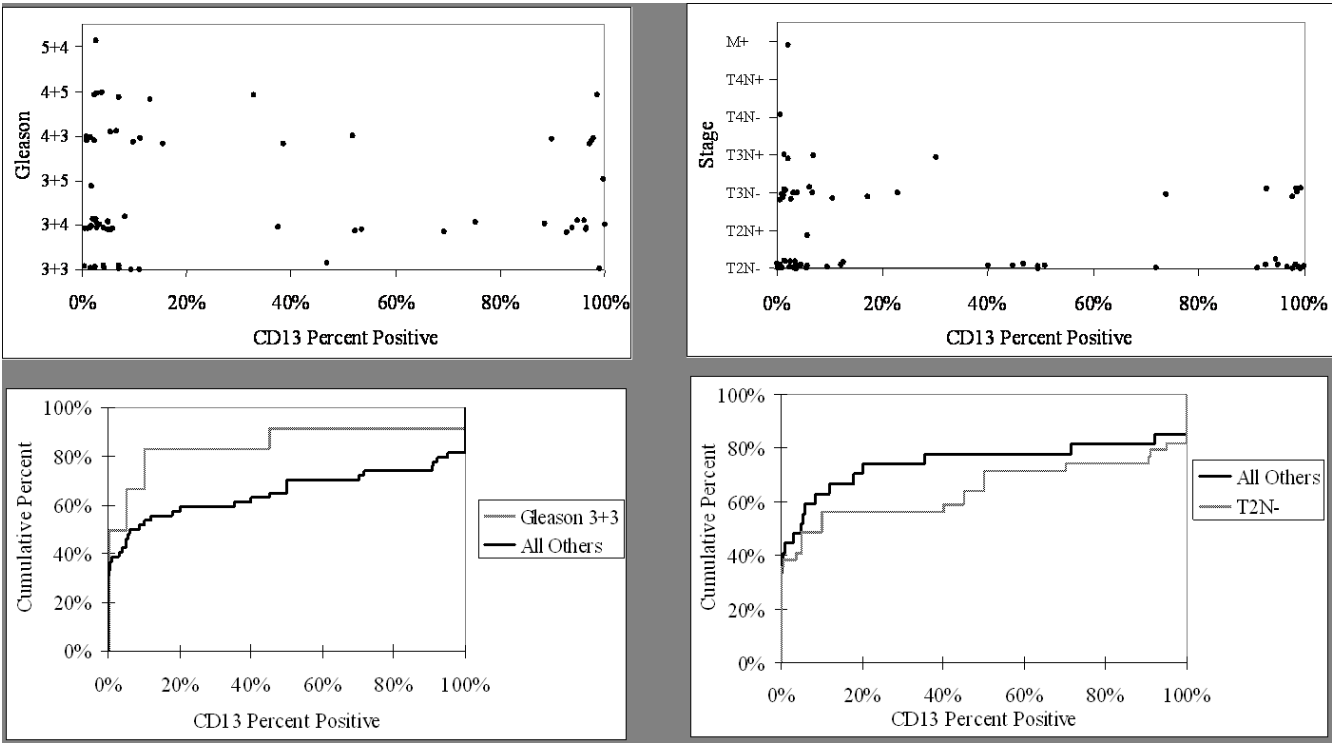 5+4
4+5
4+3
3+5
3+4
3+3
Gleason
0% 20% 40% 60% 80% 100%
CD13 Percent Positive
M+
T4N+
T4N-
T3N+
T3N-
T2N+
T2N-
Stage
0% 20% 40% 60% 80% 100%
CD13 Percent Positive
100%
80%
60%
40%
20%
0%
Cumulative Percent
0% 20% 40% 60% 80% 100%
CD13 Percent Positive
Gleason 3+3
All Others
100%
80%
60%
40%
20%
0%
Cumulative Percent
0% 20% 40% 60% 80% 100%
CD13 Percent Positive
All Others
T2N-